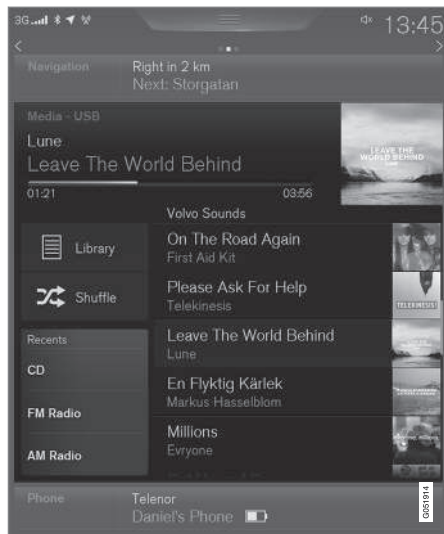 3G
13:45
Navigation
Right in 2 km
Next: Storgatan
Media - USB
Lune
Leave The World Behind
01:21
03:56
LEAVE THE
WORLD BEHIND
Volvo Sounds
Library
Shuffle
On The Road Again
First Aid Kit
Please Ask For Help
Telekinesis
TELEKINESIS!
Leave The World Behind
Lune
En Flyktig Kärlek
Markus Hasselblom
Millions
Evryone
Recents
CD
FM Radio
AM Radio
Phone
Telenor
Daniel's Phone
G051914